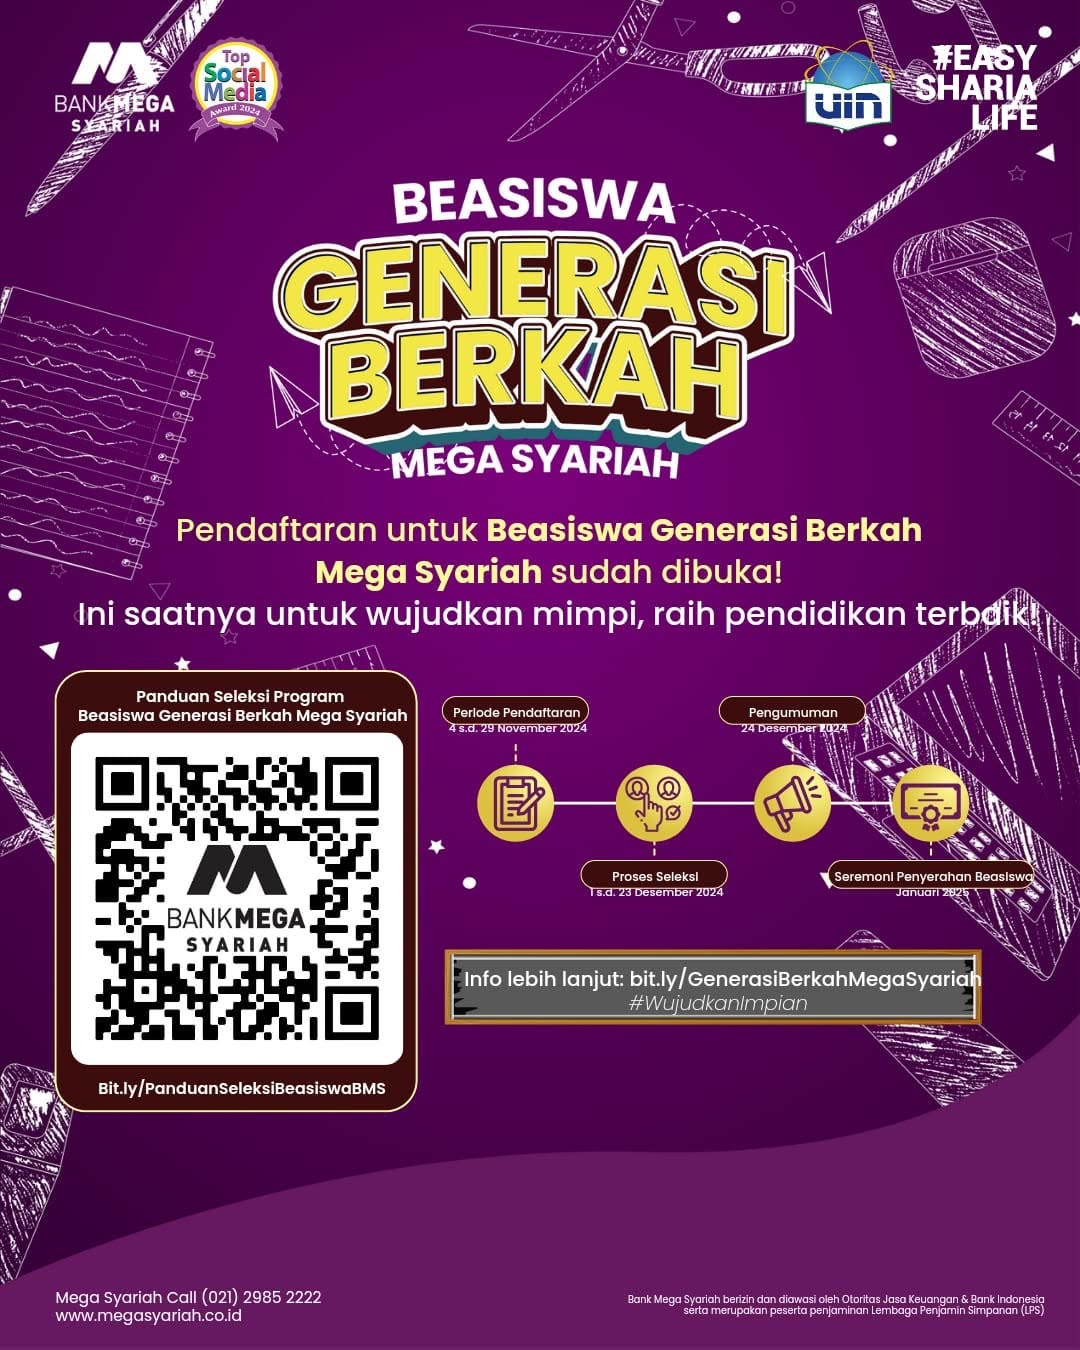 BANKMEGA
SYARIAH
Top
Social
Media
Award 2024
uin
#EASY
SHARIA
LIFE
BEASISWA
GENERASI
BERKAH
MEGA SYARIAH
Pendaftaran untuk Beasiswa Generasi Berkah
Mega Syariah sudah dibuka!
Ini saatnya untuk wujudkan mimpi, raih pendidikan terbaik!
Panduan Seleksi Program
Beasiswa Generasi Berkah Mega Syariah
BANKMEGA
SYARIAH
Bit.ly/PanduanSeleksiBeasiswaBMS
Periode Pendaftaran
4 s.d. 29 November 2024
Pengumuman
24 Desember 2024
Proses Seleksi
1 s.d. 23 Desember 2024
Seremoni Penyerahan Beasiswa
Januari 2025
Info lebih lanjut: bit.ly/GenerasiBerkahMegaSyariah
#WujudkanImpian
Mega Syariah Call (021) 2985 2222
www.megasyariah.co.id
Bank Mega Syariah berizin dan diawasi oleh Otoritas Jasa Keuangan & Bank Indonesia
serta merupakan peserta penjaminan Lembaga Penjamin Simpanan (LPS)